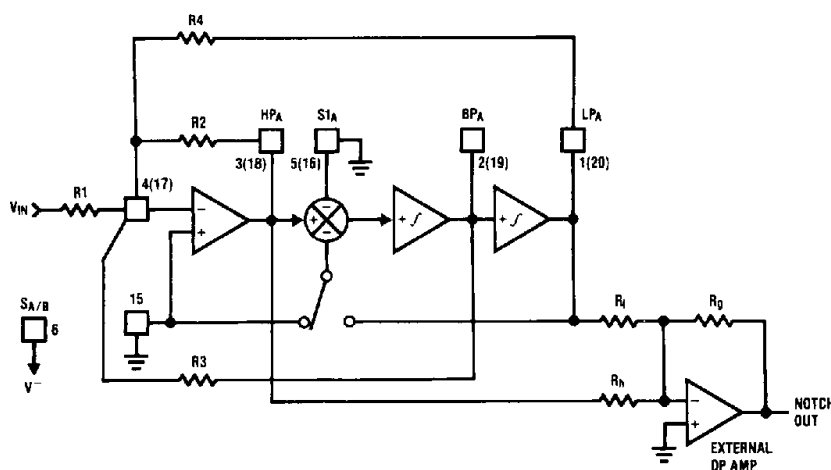 R4
R2
HPA
S1A
BPA
LPA
3(18)
5(16)
2(19)
1(20)
VIN
R1
4(17)
SA/B
6
V−
15
R3
Rl
Rg
Rh
NOTCH
OUT
EXTERNAL
OP AMP